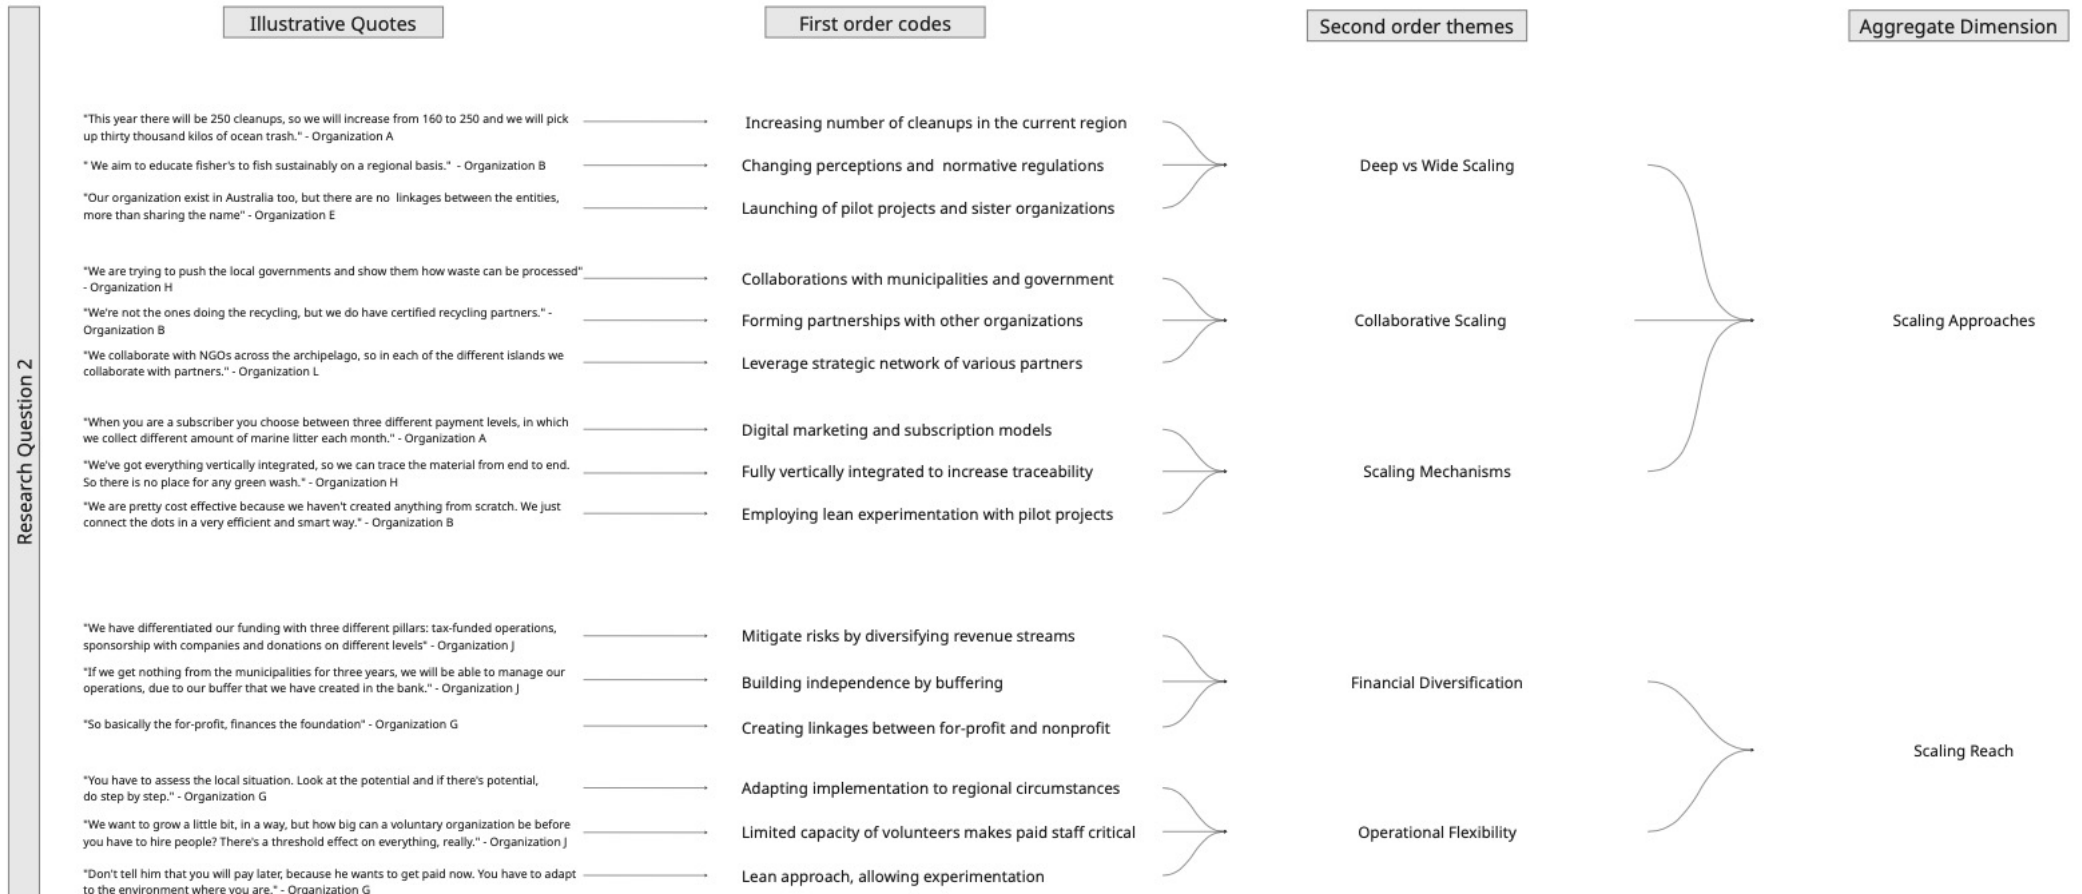 Illustrative Quotes
First order codes
Second order themes
Aggregate Dimension
Research Question 2
"This year there will be 250 cleanups, so we will increase from 160 to 250 and we will pick
up thirty thousand kilos of ocean trash." - Organization A
Increasing number of cleanups in the current region
" We aim to educate fisher's to fish sustainably on a regional basis."  - Organization B
Changing perceptions and  normative regulations
Deep vs Wide Scaling
"Our organization exist in Australia too, but there are no  linkages between the entities,
more than sharing the name" - Organization E
Launching of pilot projects and sister organizations
"We are trying to push the local governments and show them how waste can be processed"
- Organization H
Collaborations with municipalities and government
"We're not the ones doing the recycling, but we do have certified recycling partners." -
Organization B
Forming partnerships with other organizations
Collaborative Scaling
Scaling Approaches
"We collaborate with NGOs across the archipelago, so in each of the different islands we
collaborate with partners." - Organization L
Leverage strategic network of various partners
"When you are a subscriber you choose between three different payment levels, in which
we collect different amount of marine litter each month." - Organization A
Digital marketing and subscription models
"We've got everything vertically integrated, so we can trace the material from end to end.
So there is no place for any green wash." - Organization H
Fully vertically integrated to increase traceability
Scaling Mechanisms
"We are pretty cost effective because we haven't created anything from scratch. We just
connect the dots in a very efficient and smart way." - Organization B
Employing lean experimentation with pilot projects
"We have differentiated our funding with three different pillars: tax-funded operations,
sponsorship with companies and donations on different levels" - Organization J
Mitigate risks by diversifying revenue streams
"If we get nothing from the municipalities for three years, we will be able to manage our
operations, due to our buffer that we have created in the bank." - Organization J
Building independence by buffering
Financial Diversification
"So basically the for-profit, finances the foundation" - Organization G
Creating linkages between for-profit and nonprofit
Scaling Reach
"You have to assess the local situation. Look at the potential and if there's potential,
do step by step." - Organization G
Adapting implementation to regional circumstances
"We want to grow a little bit, in a way, but how big can a voluntary organization be before
you have to hire people? There's a threshold effect on everything, really." - Organization J
Limited capacity of volunteers makes paid staff critical
Operational Flexibility
"Don't tell him that you will pay later, because he wants to get paid now. You have to adapt
to the environment where you are." - Organization G
Lean approach, allowing experimentation